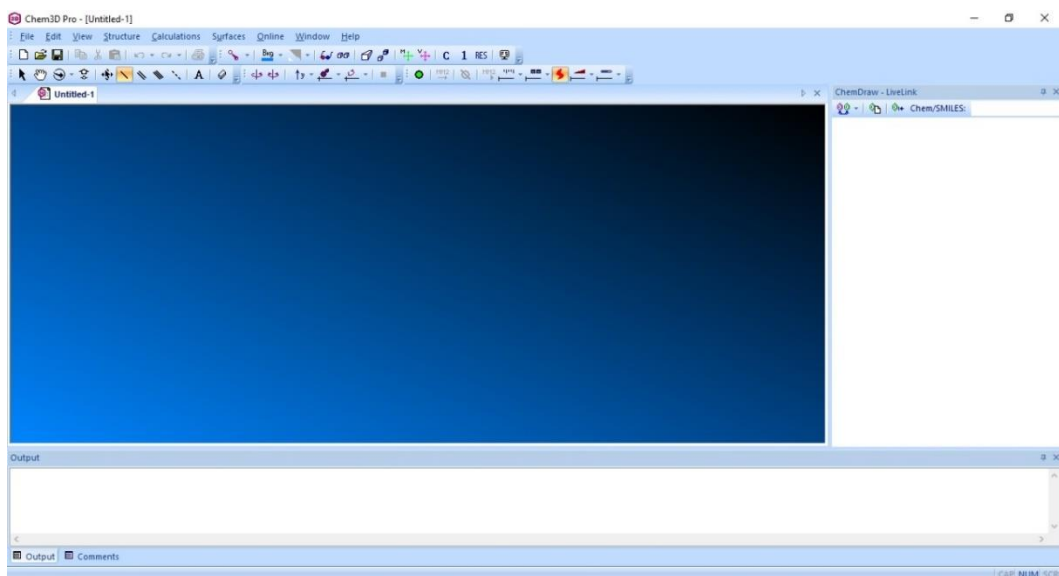 Chem3D Pro - [Untitled-1]
File Edit View Structure Calculations Surfaces Online Window Help
Bkg C 1 RES
A
Untitled-1
ChemDraw - LiveLink
Chem/SMILES:
Output
Output Comments
CAP NUM SCR